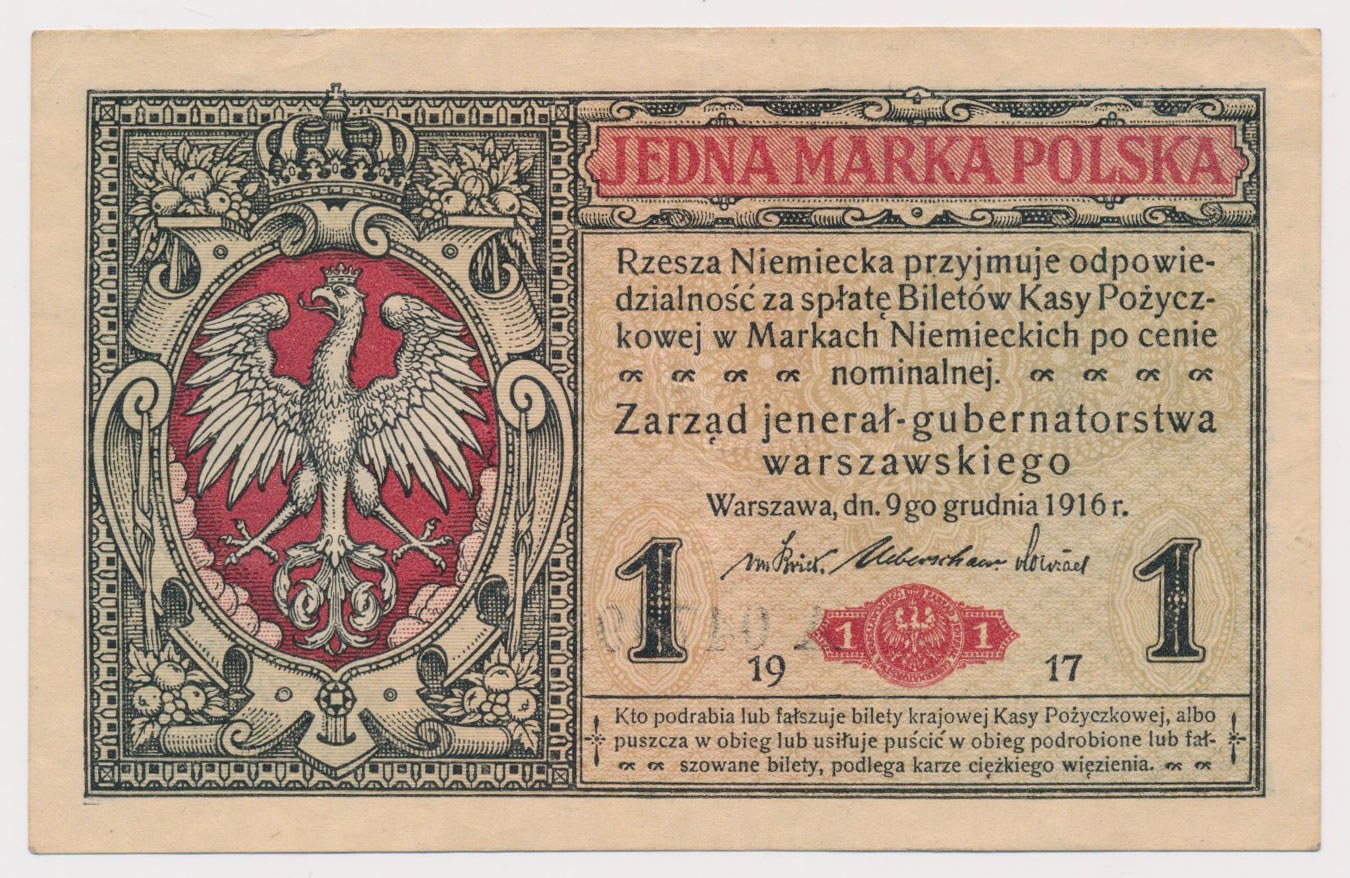 JEDNA MARKA POLSKA
Rzesza Niemiecka przyjmuje odpowie-
dzialność za spłatę Biletów Kasy Pożycz-
kowej w Markach Niemieckich po cenie
nominalnej.
Zarząd jenerał-gubernatorstwa
warszawskiego
Warszawa, dn. 9go grudnia 1916 r.
1 1
1 1
19 17
Kto podrabia lub fałszuje bilety krajowej Kasy Pożyczkowej, albo
puszcza w obieg lub usiłuje puścić w obieg podrobione lub fał-
szowane bilety, podlega karze ciężkiego więzienia.